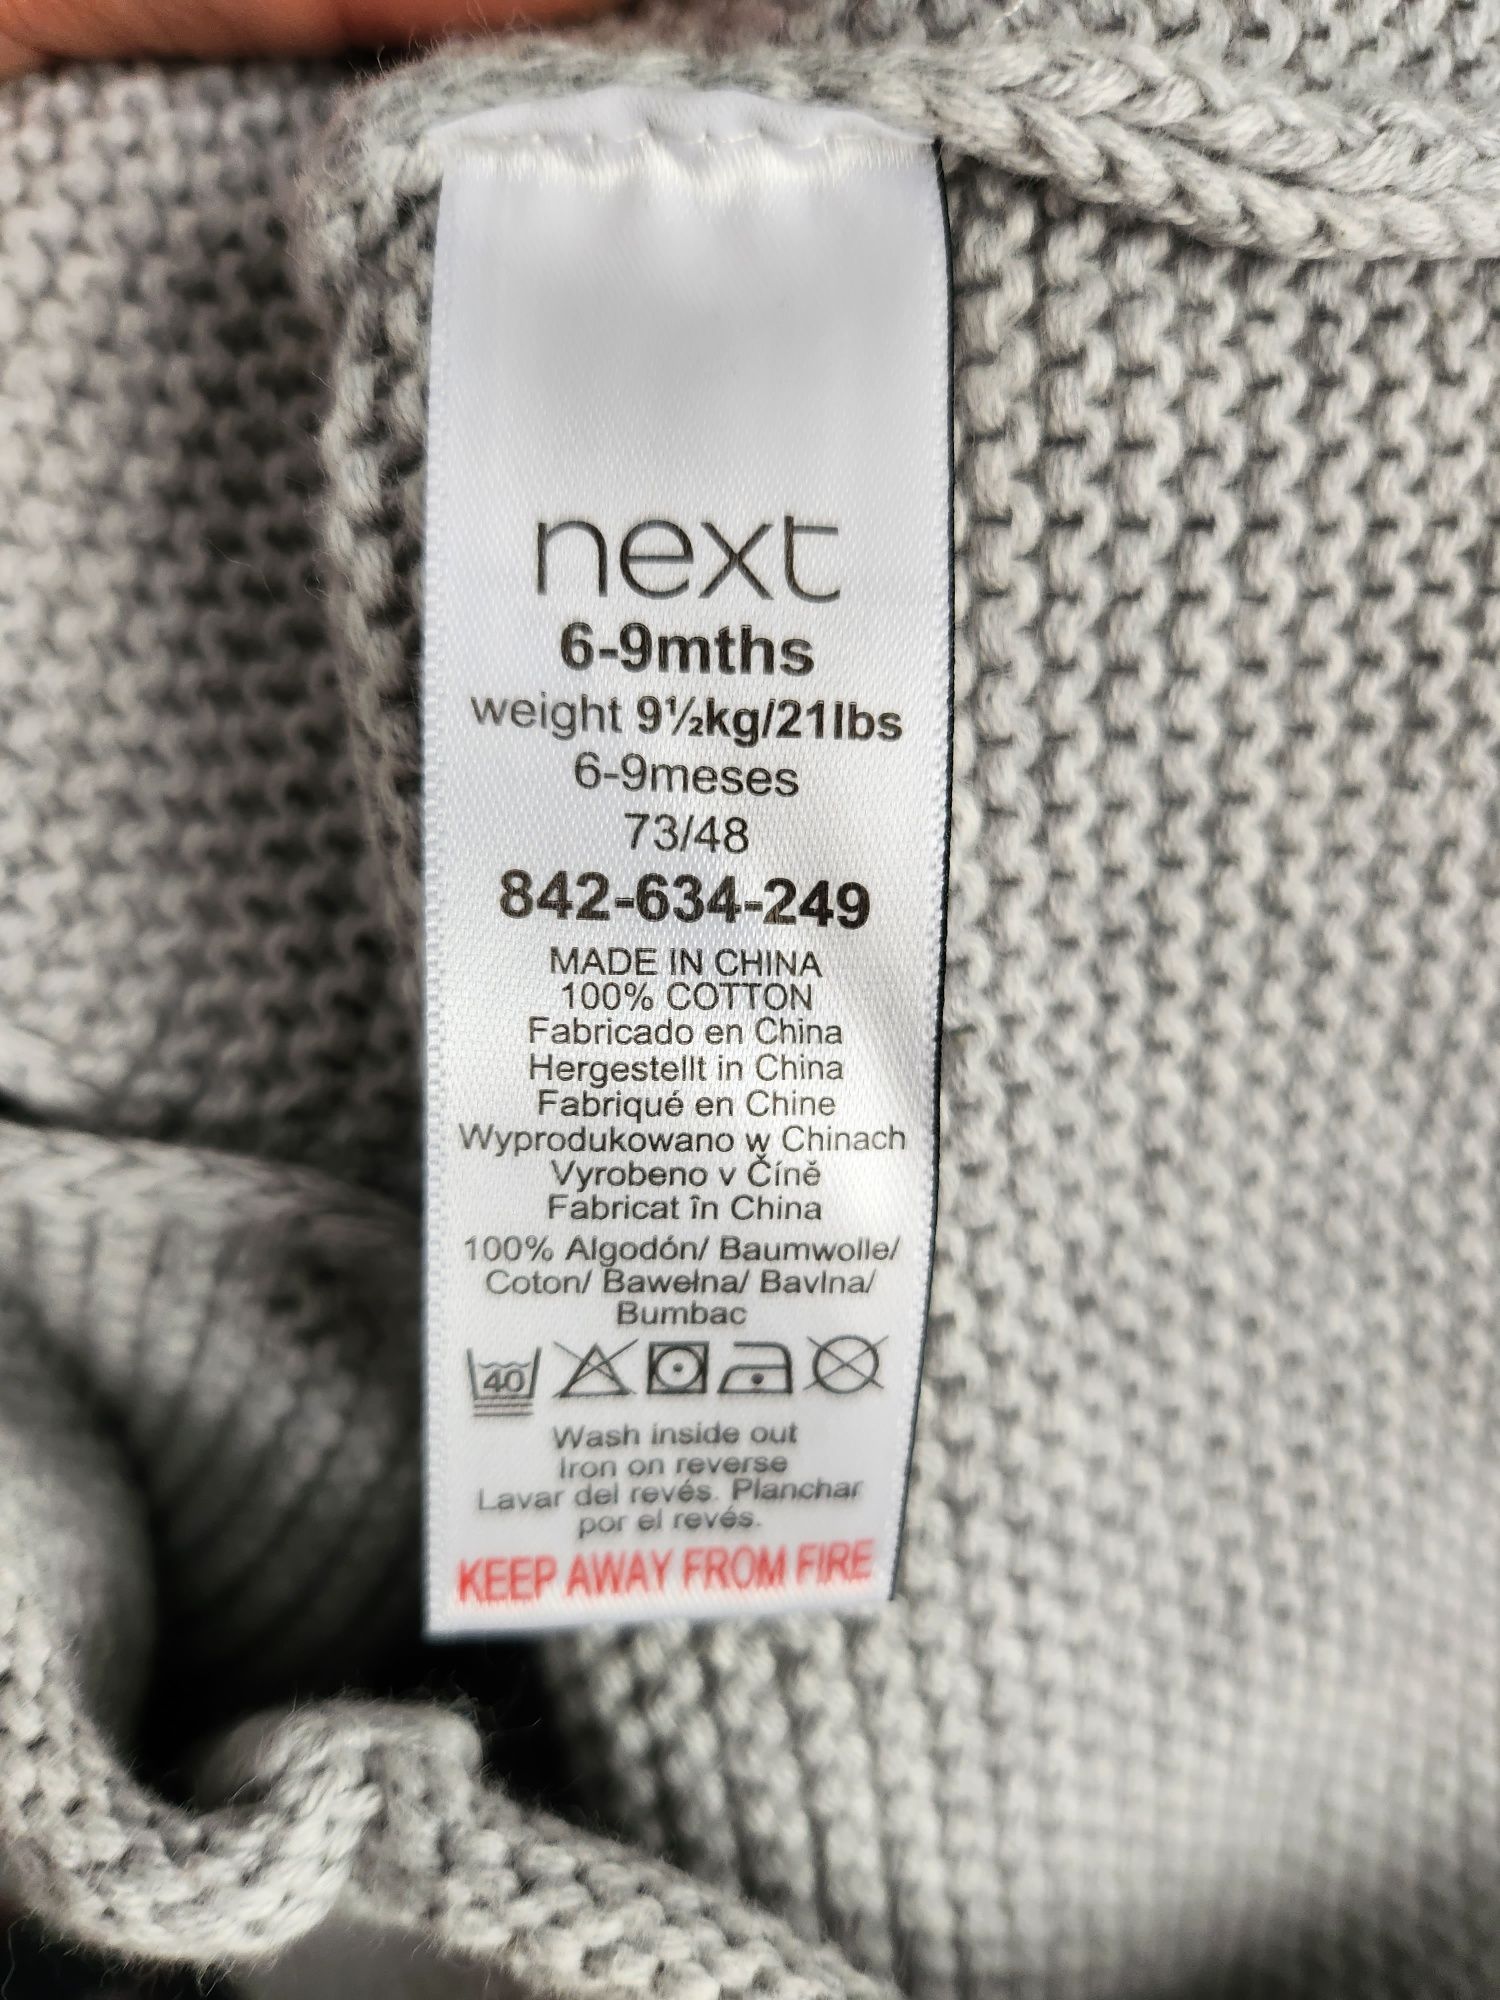 next
6-9mths
weight 9½kg/21lbs
6-9meses
73/48
842-634-249
MADE IN CHINA
100% COTTON
Fabricado en China
Hergestellt in China
Fabriqué en Chine
Wyprodukowano w Chinach
Vyrobeno v Číně
Fabricat în China
100% Algodón/ Baumwolle/
Coton/ Bawełna/ Bavlna/
Bumbac
40
Wash inside out
Iron on reverse
Lavar del revés. Planchar
por el revés.
KEEP AWAY FROM FIRE